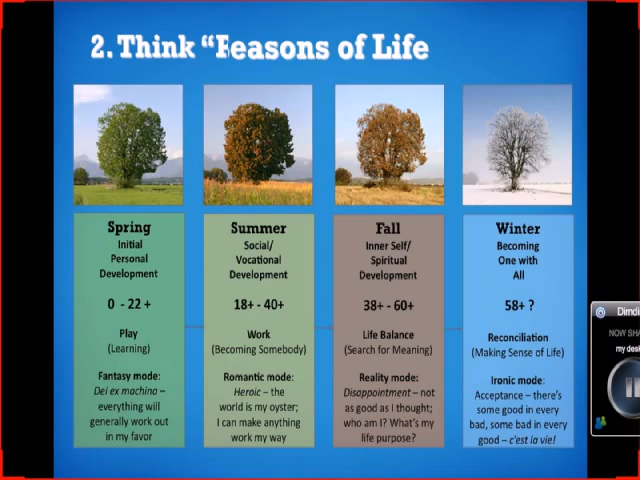 2. Think “Feasons of Life
Spring
Initial
Personal
Development
0 - 22 +
Play
(Learning)
Fantasy mode:
Dei ex machina –
everything will
generally work out
in my favor
Summer
Social/
Vocational
Development
18+ - 40+
Work
(Becoming Somebody)
Romantic mode:
Heroic – the
world is my oyster;
I can make anything
work my way
Fall
Inner Self/
Spiritual
Development
38+ - 60+
Life Balance
(Search for Meaning)
Reality mode:
Disappointment – not
as good as I thought;
who am I? What's my
life purpose?
Winter
Becoming
One with
All
58+ ?
Reconciliation
(Making Sense of Life)
Ironic mode:
Acceptance – there's
some good in every
bad, some bad in every
good – c'est la vie!
Dimdi
NOW SHA
my desk